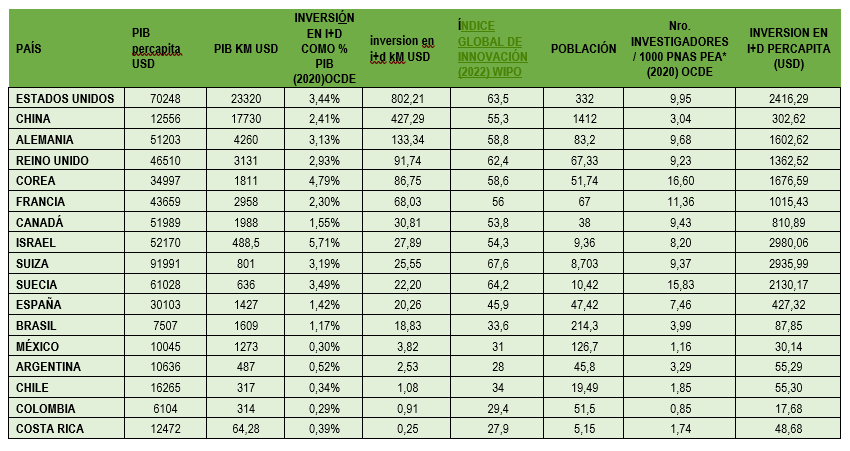 PAÍS	PIB percapita USD	PIB KM USD	INVERSIÓN EN I+D COMO % PIB (2020)OCDE	inversion en i+d kM USD	ÍNDICE GLOBAL DE INNOVACIÓN (2022) WIPO	POBLACIÓN	Nro. INVESTIGADORES / 1000 PNAS PEA* (2020) OCDE	INVERSION EN I+D PERCAPITA (USD)
ESTADOS UNIDOS	70248	23320	3,44%	802,21	63,5	332	9,95	2416,29
CHINA	12556	17730	2,41%	427,29	55,3	1412	3,04	302,62
ALEMANIA	51203	4260	3,13%	133,34	58,8	83,2	9,68	1602,62
REINO UNIDO	46510	3131	2,93%	91,74	62,4	67,33	9,23	1362,52
COREA	34997	1811	4,79%	86,75	58,6	51,74	16,60	1676,59
FRANCIA	43659	2958	2,30%	68,03	56	67	11,36	1015,43
CANADÁ	51989	1988	1,55%	30,81	53,8	38	9,43	810,89
ISRAEL	52170	488,5	5,71%	27,89	54,3	9,36	8,20	2980,06
SUIZA	91991	801	3,19%	25,55	67,6	8,703	9,37	2935,99
SUECIA	61028	636	3,49%	22,20	64,2	10,42	15,83	2130,17
ESPAÑA	30103	1427	1,42%	20,26	45,9	47,42	7,46	427,32
BRASIL	7507	1609	1,17%	18,83	33,6	214,3	3,99	87,85
MÉXICO	10045	1273	0,30%	3,82	31	126,7	1,16	30,14
ARGENTINA	10636	487	0,52%	2,53	28	45,8	3,29	55,29
CHILE	16265	317	0,34%	1,08	34	19,49	1,85	55,30
COLOMBIA	6104	314	0,29%	0,91	29,4	51,5	0,85	17,68
COSTA RICA	12472	64,28	0,39%	0,25	27,9	5,15	1,74	48,68